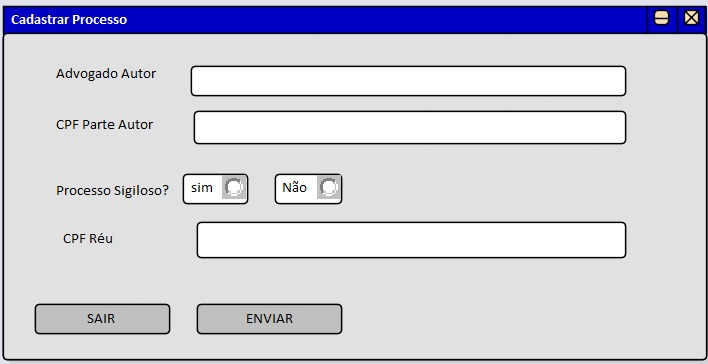 Cadastrar Processo
Advogado Autor
CPF Parte Autor
Processo Sigiloso? sim Não
CPF Réu
SAIR ENVIAR